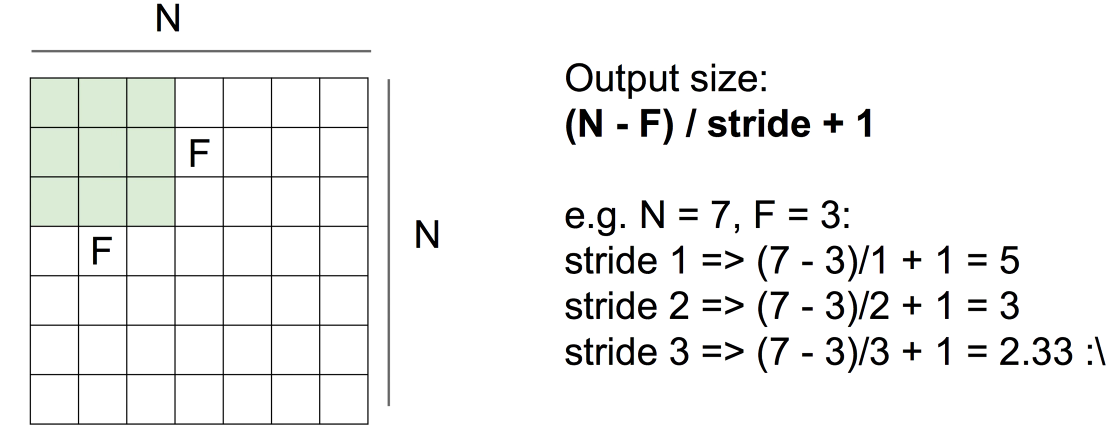 N
F
F
N
Output size:
(N - F) / stride + 1
e.g. N = 7, F = 3:
stride 1 => (7 - 3)/1 + 1 = 5
stride 2 => (7 - 3)/2 + 1 = 3
stride 3 => (7 - 3)/3 + 1 = 2.33 :\